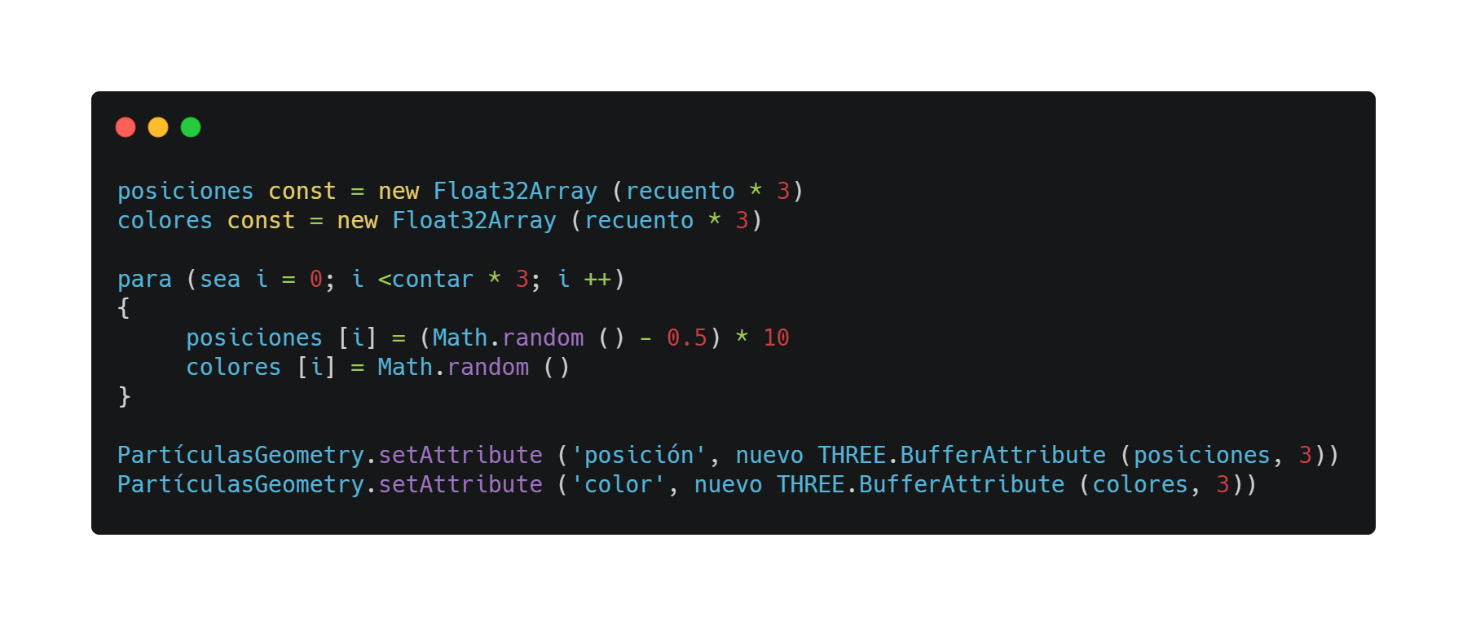 posiciones const = new Float32Array (recuento * 3)
colores const = new Float32Array (recuento * 3)
para (sea i = 0; i <contar * 3; i ++)
{
posiciones [i] = (Math.random () - 0.5) * 10
colores [i] = Math.random ()
}
PartículasGeometry.setAttribute ('posición', nuevo THREE.BufferAttribute (posiciones, 3))
PartículasGeometry.setAttribute ('color', nuevo THREE.BufferAttribute (colores, 3))